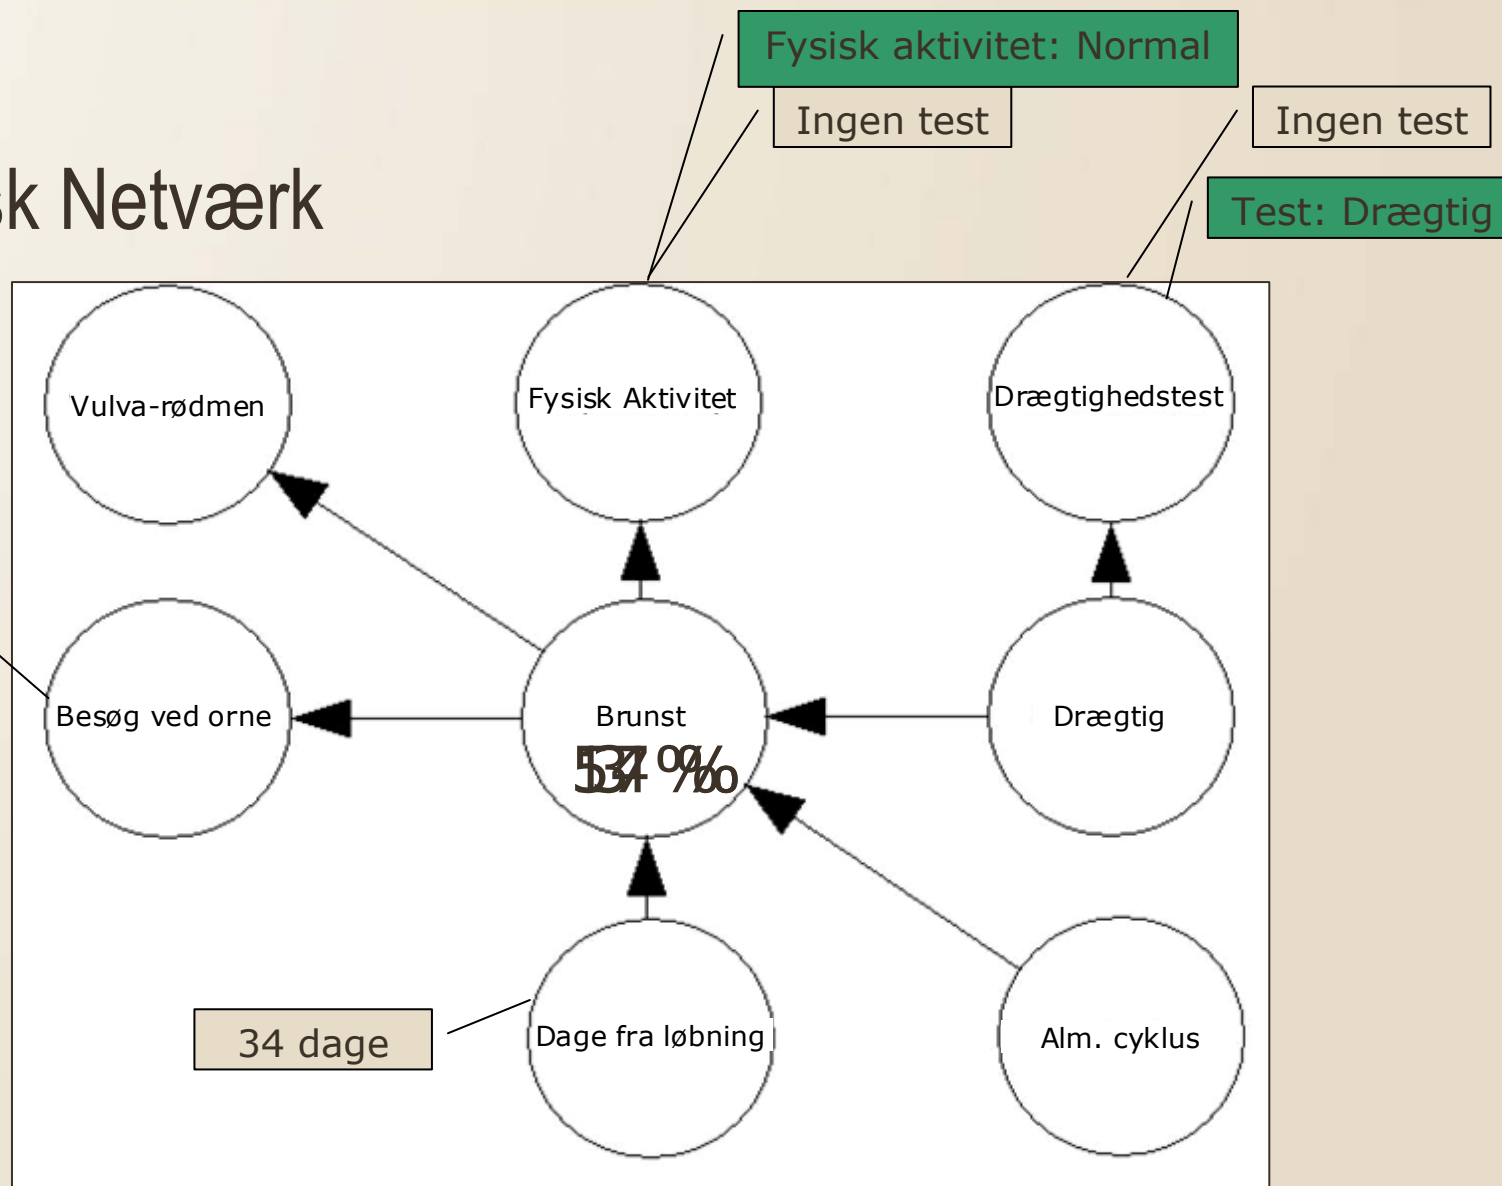 Fysisk aktivitet: Normal
Ingen test
Ingen test
sk Netværk
Test: Drægtig
Vulva-rødmen
Fysisk Aktivitet
Drægtighedstest
Besøg ved orne
Brunst
Drægtig
34 dage
Dage fra løbning
Alm. cyklus